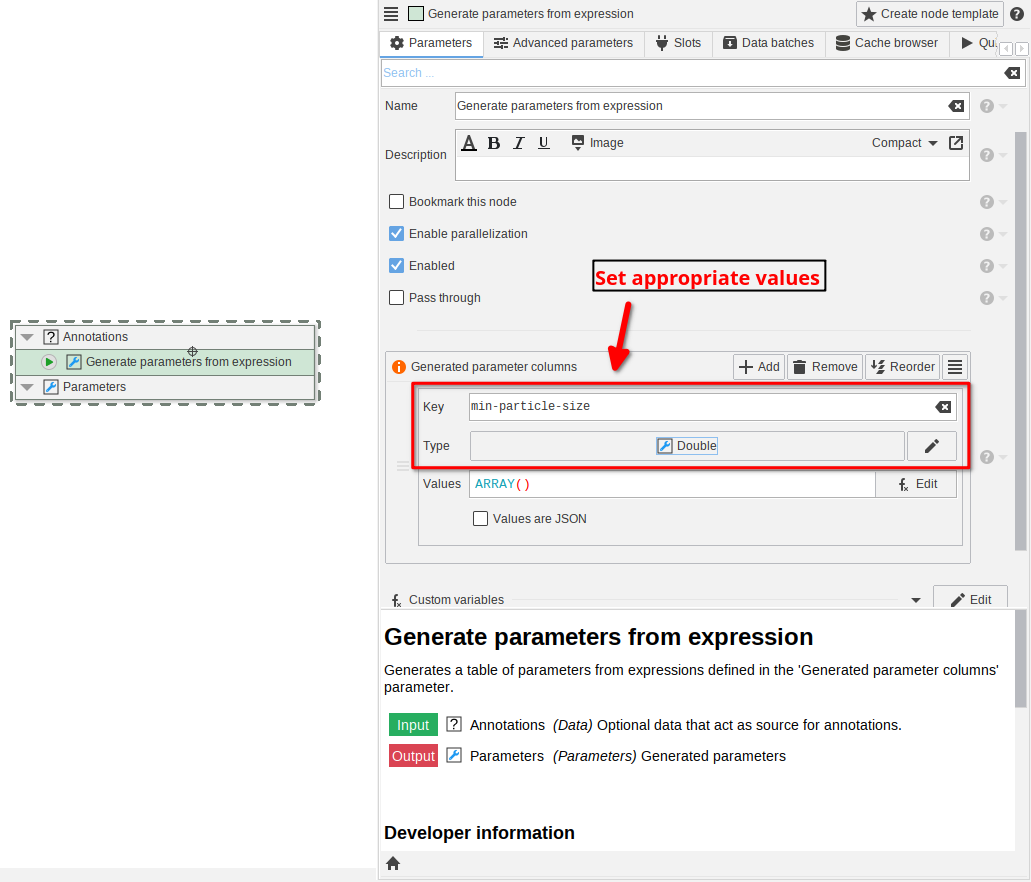 Generate parameters from expression
Create node template
Parameters
Advanced parameters
Slots
Data batches
Cache browser
Search ...
Name
Generate parameters from expression
Description
A B I U
Image
Compact
Bookmark this node
Enable parallelization
Enabled
Pass through
Set appropriate values
Annotations
Generate parameters from expression
Parameters
Generated parameter columns
Add
Remove
Reorder
Key
min-particle-size
Type
Double
Values
ARRAY()
Edit
Values are JSON
Custom variables
Edit
Generate parameters from expression
Generates a table of parameters from expressions defined in the 'Generated parameter columns'
parameter.
Input
Annotations (Data) Optional data that act as source for annotations.
Output
Parameters (Parameters) Generated parameters
Developer information